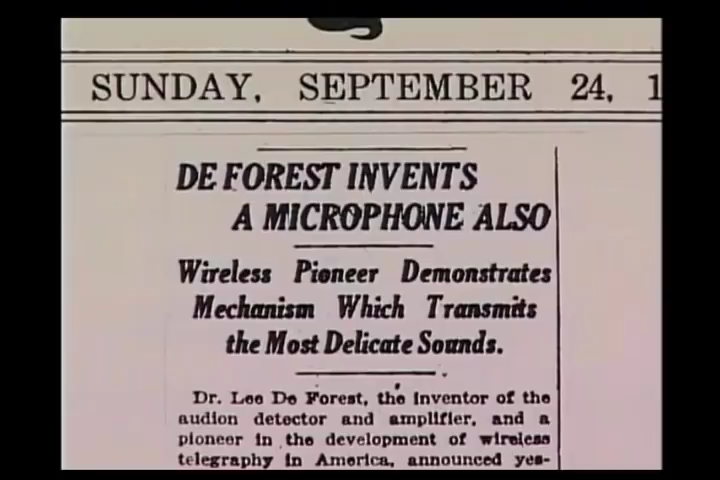 SUNDAY, SEPTEMBER 24, 1
DE FOREST INVENTS
A MICROPHONE ALSO
Wireless Pioneer Demonstrates
Mechanism Which Transmits
the Most Delicate Sounds.
Dr. Lee De Forest, the inventor of the
audion detector and amplifier, and a
pioneer in the development of wireless
telegraphy in America, announced yes-